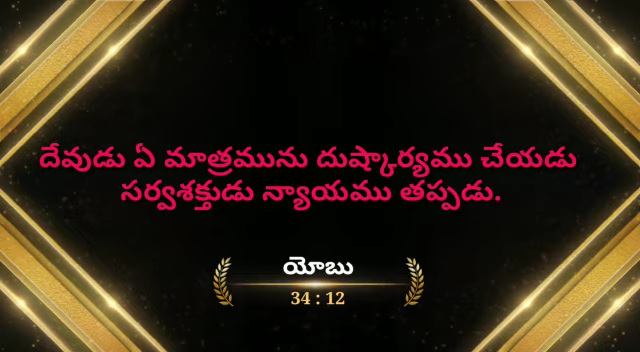 దేవుడు ఏ మాత్రమును దుష్కార్యము చేయడు
సర్వశక్తుడు న్యాయము తప్పడు.
యోబు
34 : 12